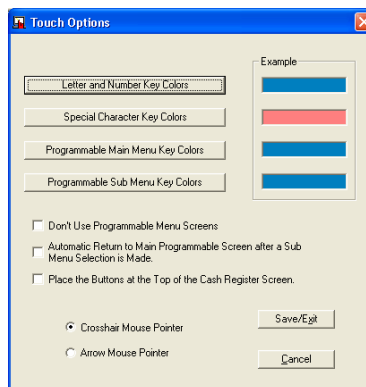 Touch Options
Example
Letter and Number Key Colors
Special Character Key Colors
Programmable Main Menu Key Colors
Programmable Sub Menu Key Colors
Don't Use Programmable Menu Screens
Automatic Return to Main Programmable Screen after a Sub
Menu Selection is Made.
Place the Buttons at the Top of the Cash Register Screen.
Crosshair Mouse Pointer
Save/Exit
Arrow Mouse Pointer
Cancel